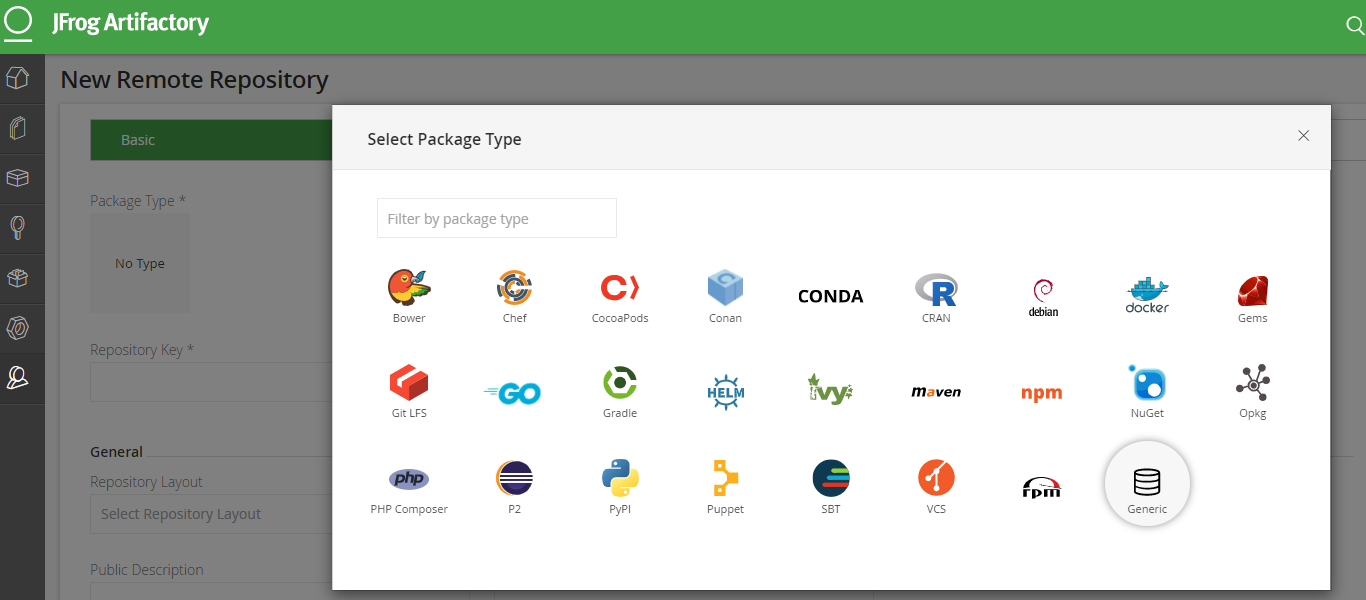 JFrog Artifactory
New Remote Repository
Basic
Package Type *
No Type
Repository Key *
General
Repository Layout
Select Repository Layout
Public Description
Select Package Type
Filter by package type
Bower
Chef
CocoaPods
Conan
CONDA
CRAN
debian
docker
Gems
Git LFS
GO
Gradle
HELM
Ivy
maven
npm
NuGet
Opkg
php
PHP Composer
P2
PyPI
Puppet
SBT
VCS
rpm
Generic